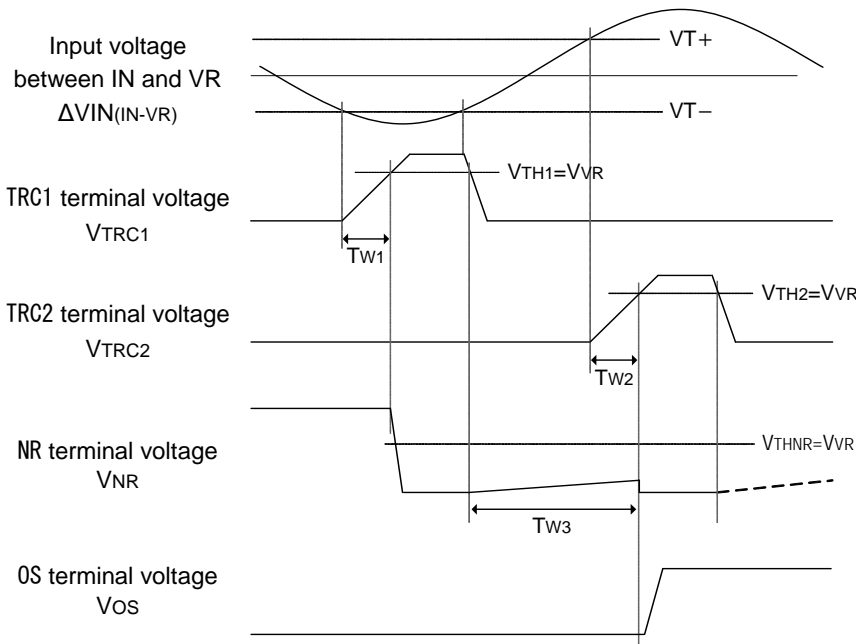 Input voltage
between IN and VR
ΔVIN(IN-VR)
VT+
VT−
TRC1 terminal voltage
VTRC1
VTH1=VVR
TW1
TRC2 terminal voltage
VTRC2
VTH2=VVR
TW2
NR terminal voltage
VNR
VTHNR=VVR
TW3
OS terminal voltage
VOS